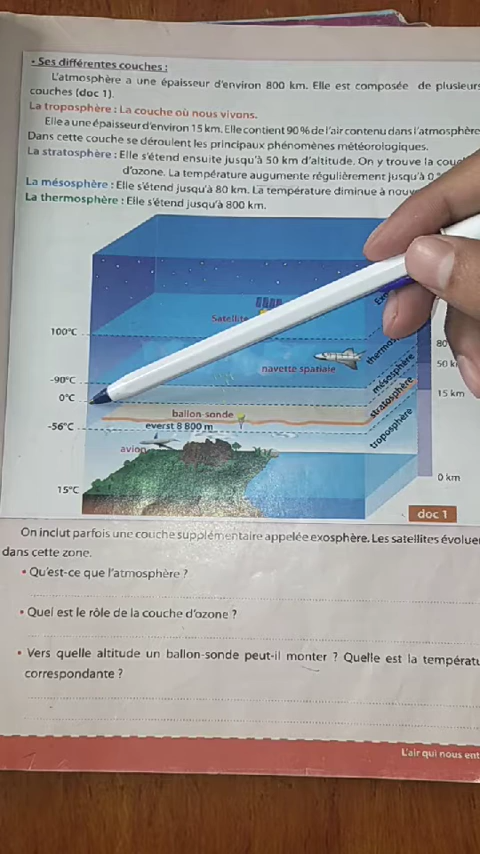 • Ses différentes couches :
L'atmosphère a une épaisseur d'environ 800 km. Elle est composée de plusieurs
couches (doc 1).
La troposphère : La couche où nous vivons.
Elle a une épaisseur d'environ 15 km. Elle contient 90 % de l'air contenu dans l'atmosphère
Dans cette couche se déroulent les principaux phénomènes météorologiques.
La stratosphère : Elle s'étend ensuite jusqu'à 50 km d'altitude. On y trouve la
d'ozone. La température augumente régulièrement jusqu'à 0
La mésosphère : Elle s'étend jusqu'à 80 km. La température diminue à
La thermosphère : Elle s'étend jusqu'à 800 km.
Satellite
100°C
navette spatiale
-90°C
0°C
ballon-sonde
everst 8 800 m
-56°C
avion
15°C
mésosphère
stratosphère
troposphère
80
50
15 km
0 km
doc 1
On inclut parfois une couche supplémentaire appelée exosphère. Les satellites
dans cette zone.
• Qu'est-ce que l'atmosphère ?
• Quel est le rôle de la couche d'ozone ?
• Vers quelle altitude un ballon-sonde peut-il monter ? Quelle est la
correspondante ?
L'air qui nous